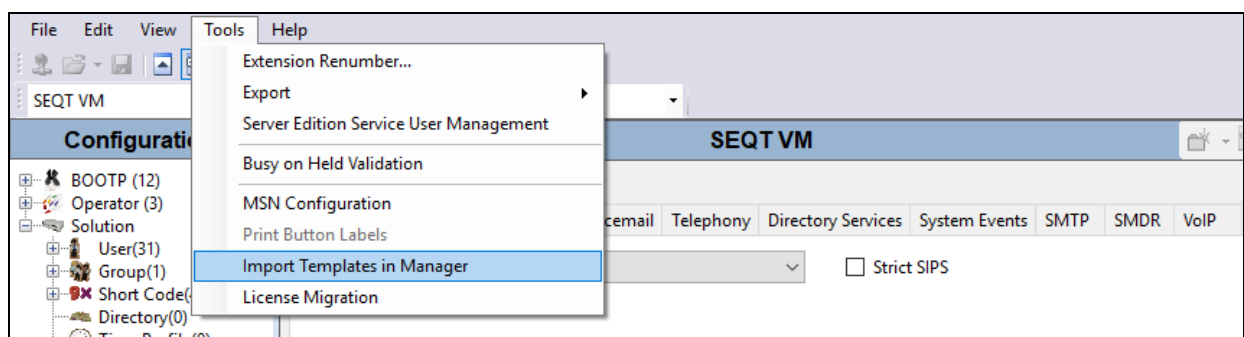 File Edit View Tools Help
Extension Renumber...
Export
SEQT VM
Server Edition Service User Management
SEQT VM
Busy on Held Validation
BOOTP (12)
Operator (3)
MSN Configuration
Solution
cemail Telephony Directory Services System Events SMTP SMDR VoIP
Print Button Labels
User(31)
Import Templates in Manager
Strict SIPS
Group(1)
License Migration
Short Code(
Directory(0)